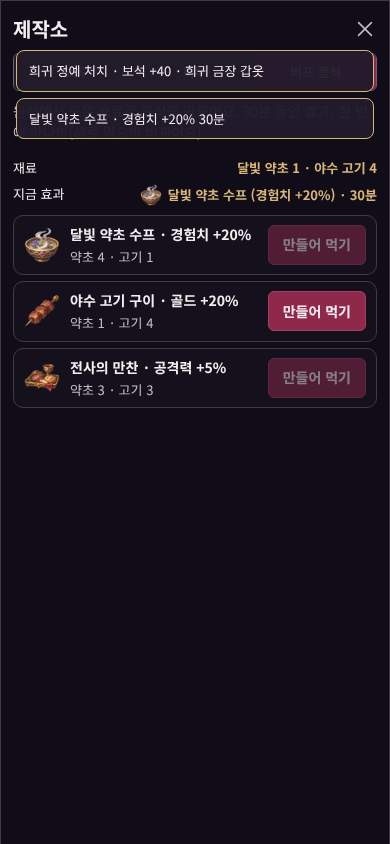 제작소
희귀 정예 처치 · 보석 +40 · 희귀 금장 갑옷
버프 음식
달빛 약초 수프 · 경험치 +20% 30분
재료
달빛 약초 1 · 야수 고기 4
지금 효과
달빛 약초 수프 (경험치 +20%) · 30분
달빛 약초 수프 · 경험치 +20%
약초 4 · 고기 1
만들어 먹기
야수 고기 구이 · 골드 +20%
약초 1 · 고기 4
만들어 먹기
전사의 만찬 · 공격력 +5%
약초 3 · 고기 3
만들어 먹기